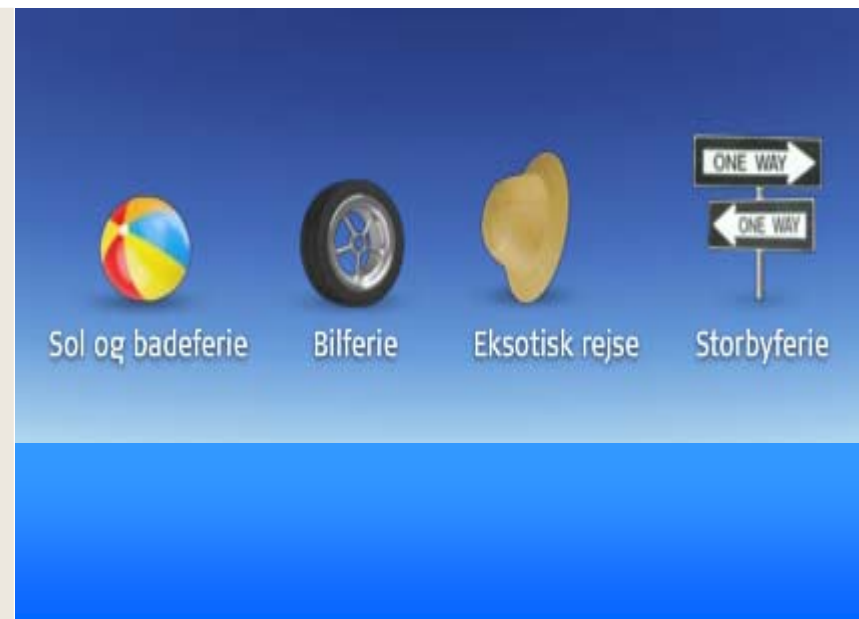 ONE WAY
ONE WAY
Sol og badeferie
Bilferie
Eksotisk rejse
Storbyferie